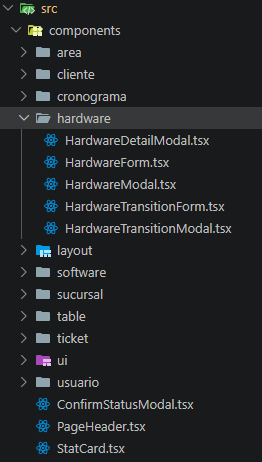 src
components
area
cliente
cronograma
hardware
HardwareDetailModal.tsx
HardwareForm.tsx
HardwareModal.tsx
HardwareTransitionForm.tsx
HardwareTransitionModal.tsx
layout
software
sucursal
table
ticket
ui
usuario
ConfirmStatusModal.tsx
PageHeader.tsx
StatCard.tsx